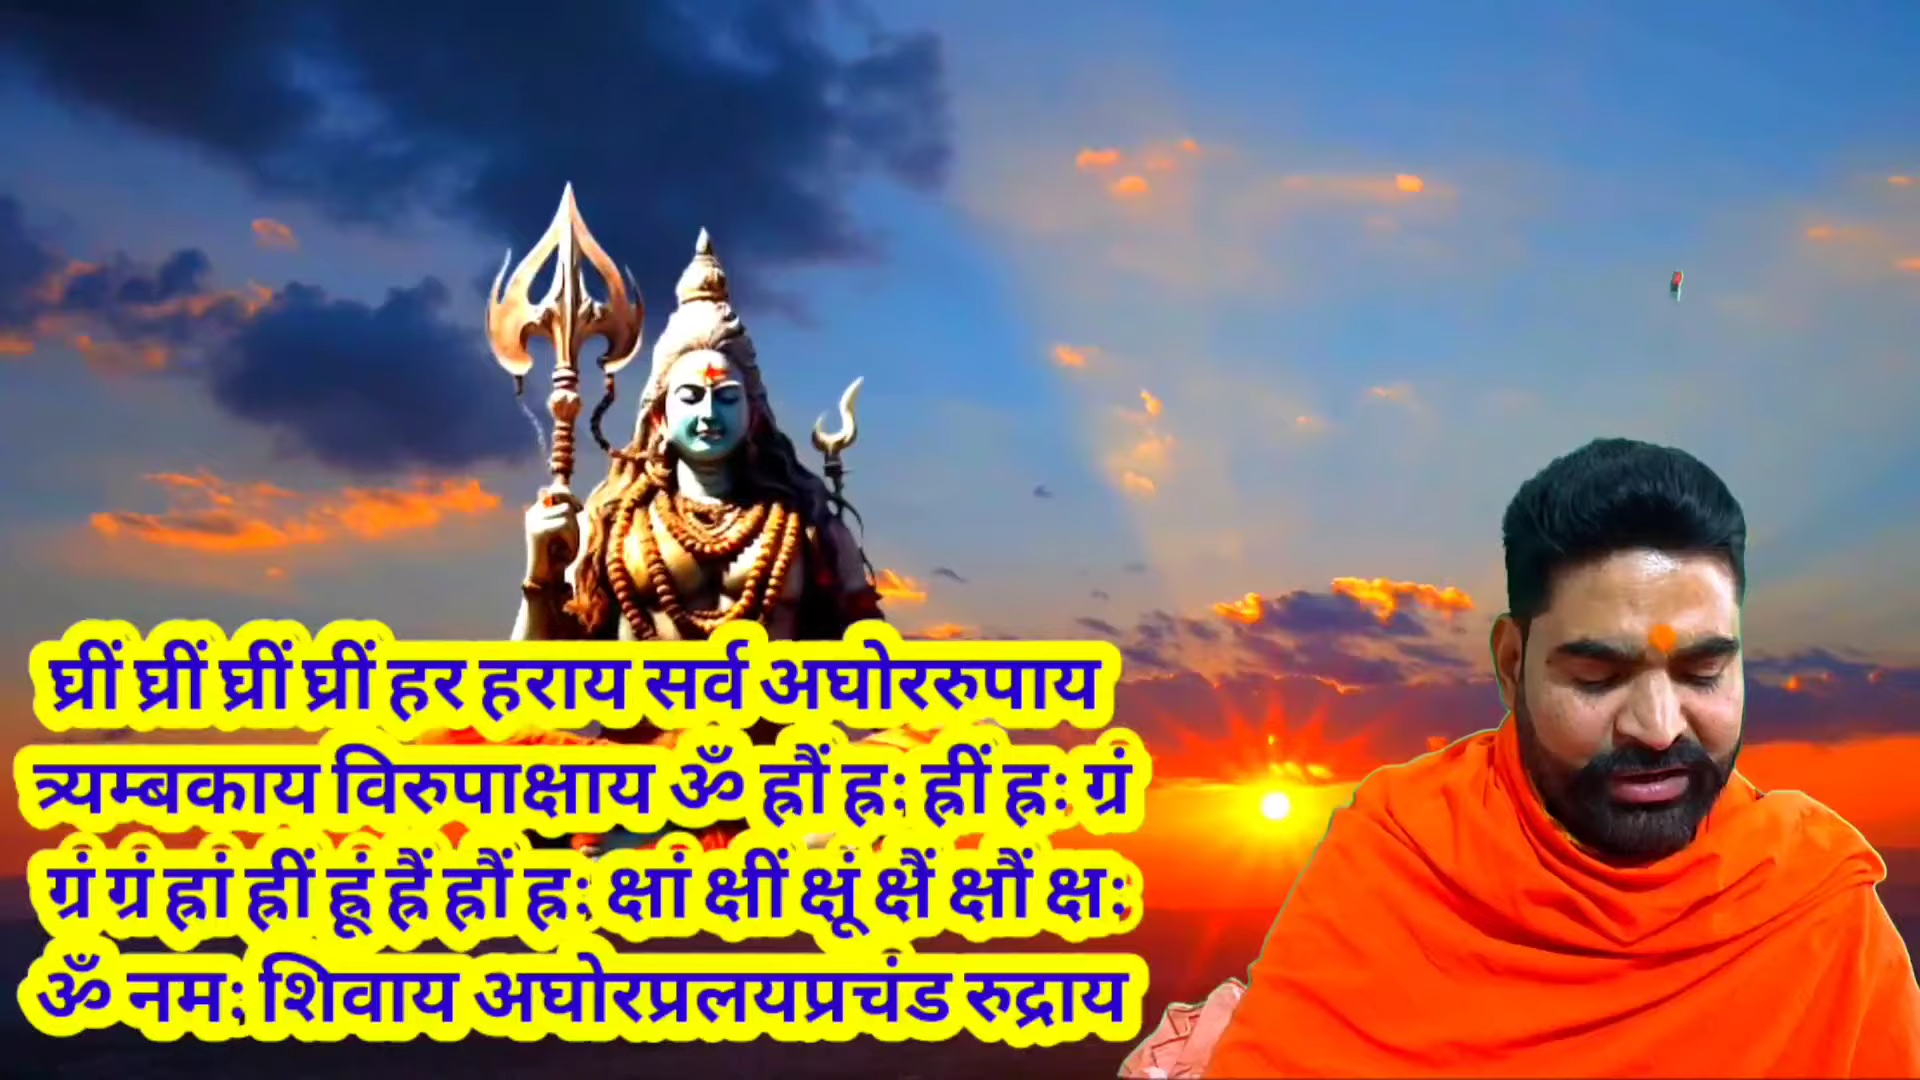 घ्रीं घ्रीं घ्रीं घ्रीं हर हराय सर्व अघोररुपाय
त्र्यम्बकाय विरुपाक्षाय ॐ ह्रौं ह्र: ह्रीं ह्र: ग्रं
ग्रं ग्रं ह्रां ह्रीं ह्रूं ह्रैं ह्रौं ह्र: क्षां क्षीं क्षूं क्षैं क्षौं क्ष:
ॐ नम: शिवाय अघोरप्रलयप्रचंड रुद्राय